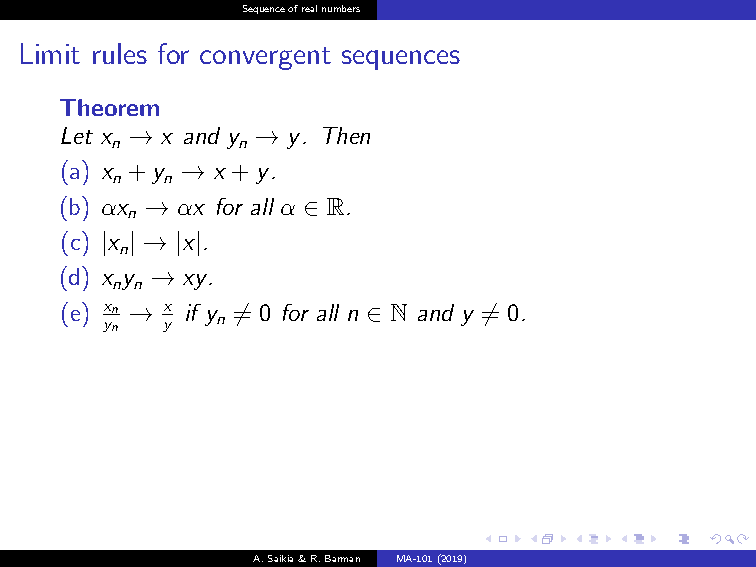 Sequence of real numbers
Limit rules for convergent sequences
Theorem
Let xₙ → x and yₙ → y. Then
(a) xₙ + yₙ → x + y.
(b) αxₙ → αx for all α ∈ ℝ.
(c) |xₙ| → |x|.
(d) xₙyₙ → xy.
(e) xₙ/yₙ → x/y if yₙ ≠ 0 for all n ∈ ℕ and y ≠ 0.
A. Saikia & R. Barman MA-101 (2019)